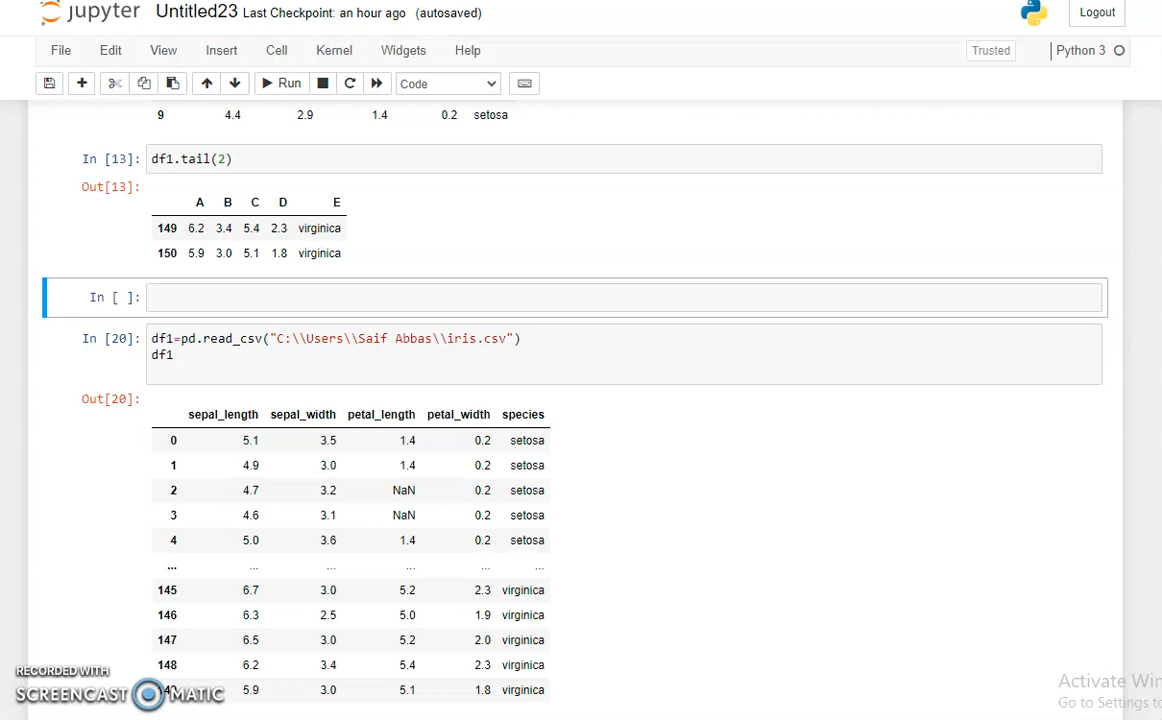 jupyter Untitled23 Last Checkpoint: an hour ago (autosaved)
Logout
File Edit View Insert Cell Kernel Widgets Help Trusted Python 3
Run Code
9 4.4 2.9 1.4 0.2 setosa
In [13]: df1.tail(2)
Out[13]:
A B C D E
149 6.2 3.4 5.4 2.3 virginica
150 5.9 3.0 5.1 1.8 virginica
In [ ]:
In [20]: df1=pd.read_csv("C:\\Users\\Saif Abbas\\iris.csv")
df1
Out[20]:
sepal_length sepal_width petal_length petal_width species
0 5.1 3.5 1.4 0.2 setosa
1 4.9 3.0 1.4 0.2 setosa
2 4.7 3.2 NaN 0.2 setosa
3 4.6 3.1 NaN 0.2 setosa
4 5.0 3.6 1.4 0.2 setosa
... ... ... ... ... ...
145 6.7 3.0 5.2 2.3 virginica
146 6.3 2.5 5.0 1.9 virginica
147 6.5 3.0 5.2 2.0 virginica
148 6.2 3.4 5.4 2.3 virginica
5.9 3.0 5.1 1.8 virginica
RECORDED WITH
SCREENCAST MATIC
Activate Win
Go to Settings to